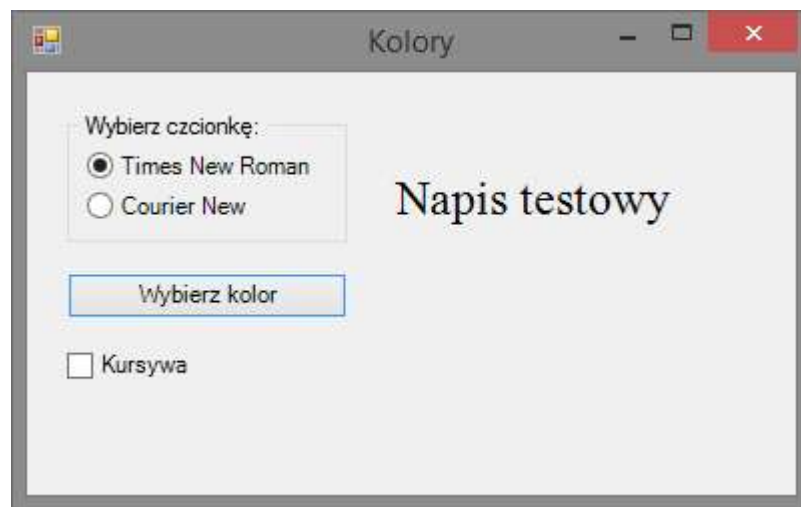 Kolory
Wybierz czcionkę:
Times New Roman
Courier New
Napis testowy
Wybierz kolor
Kursywa